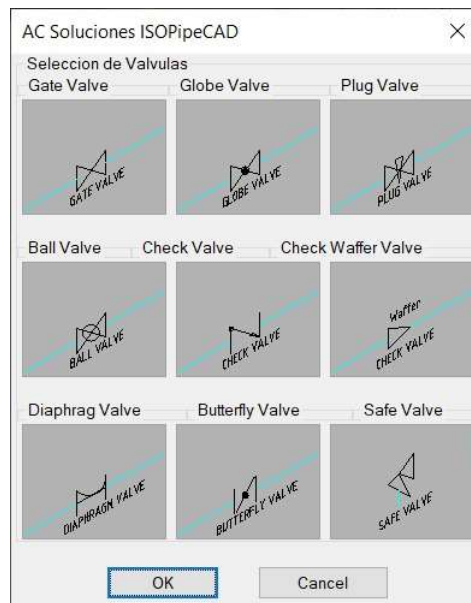 AC Soluciones ISOPipeCAD
Seleccion de Valvulas
Gate Valve Globe Valve Plug Valve
GATE VALVE GLOBE VALVE PLUG VALVE
Ball Valve Check Valve Check Waffer Valve
Waffer
BALL VALVE CHECK VALVE CHECK VALVE
Diaphrag Valve Butterfly Valve Safe Valve
DIAPHRAGM VALVE BUTTERFLY VALVE SAFE VALVE
OK Cancel